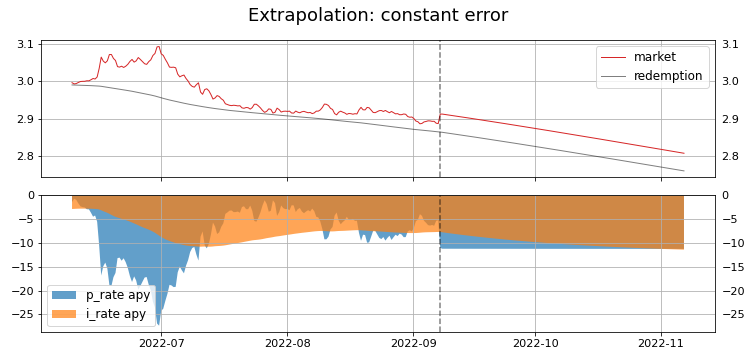 Extrapolation: constant error
3.1 3.1
3.0 3.0
2.9 2.9
2.8 2.8
market
redemption
0 0
−5 −5
−10 −10
−15 −15
−20 −20
−25 −25
p_rate apy
i_rate apy
2022-07 2022-08 2022-09 2022-10 2022-11